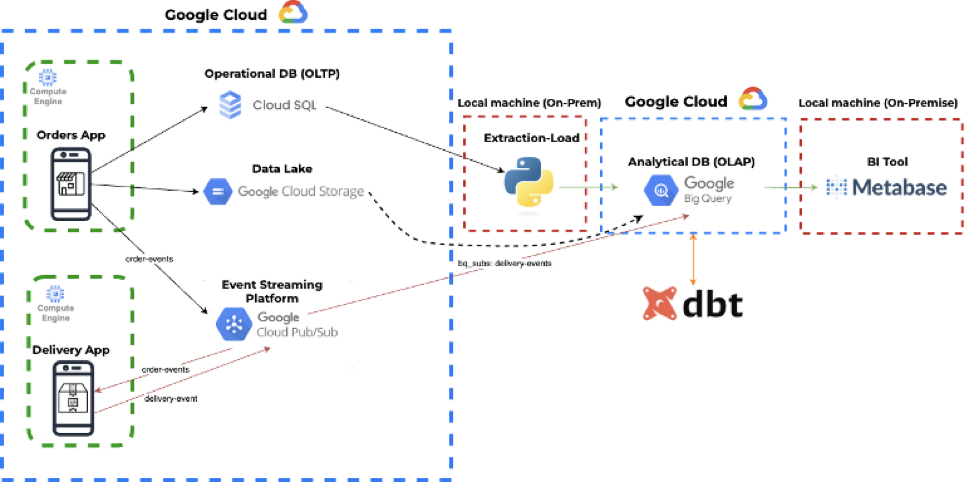 Google Cloud
Compute
Engine
Orders App
Operational DB (OLTP)
Cloud SQL
Data Lake
Google Cloud Storage
order-events
Event Streaming
Platform
Google
Cloud Pub/Sub
Compute
Engine
Delivery App
order-events
delivery-event
Local machine (On-Prem)
Extraction-Load
bq_subs: delivery-events
Google Cloud
Analytical DB (OLAP)
Google
Big Query
dbt
Local machine (On-Premise)
BI Tool
Metabase